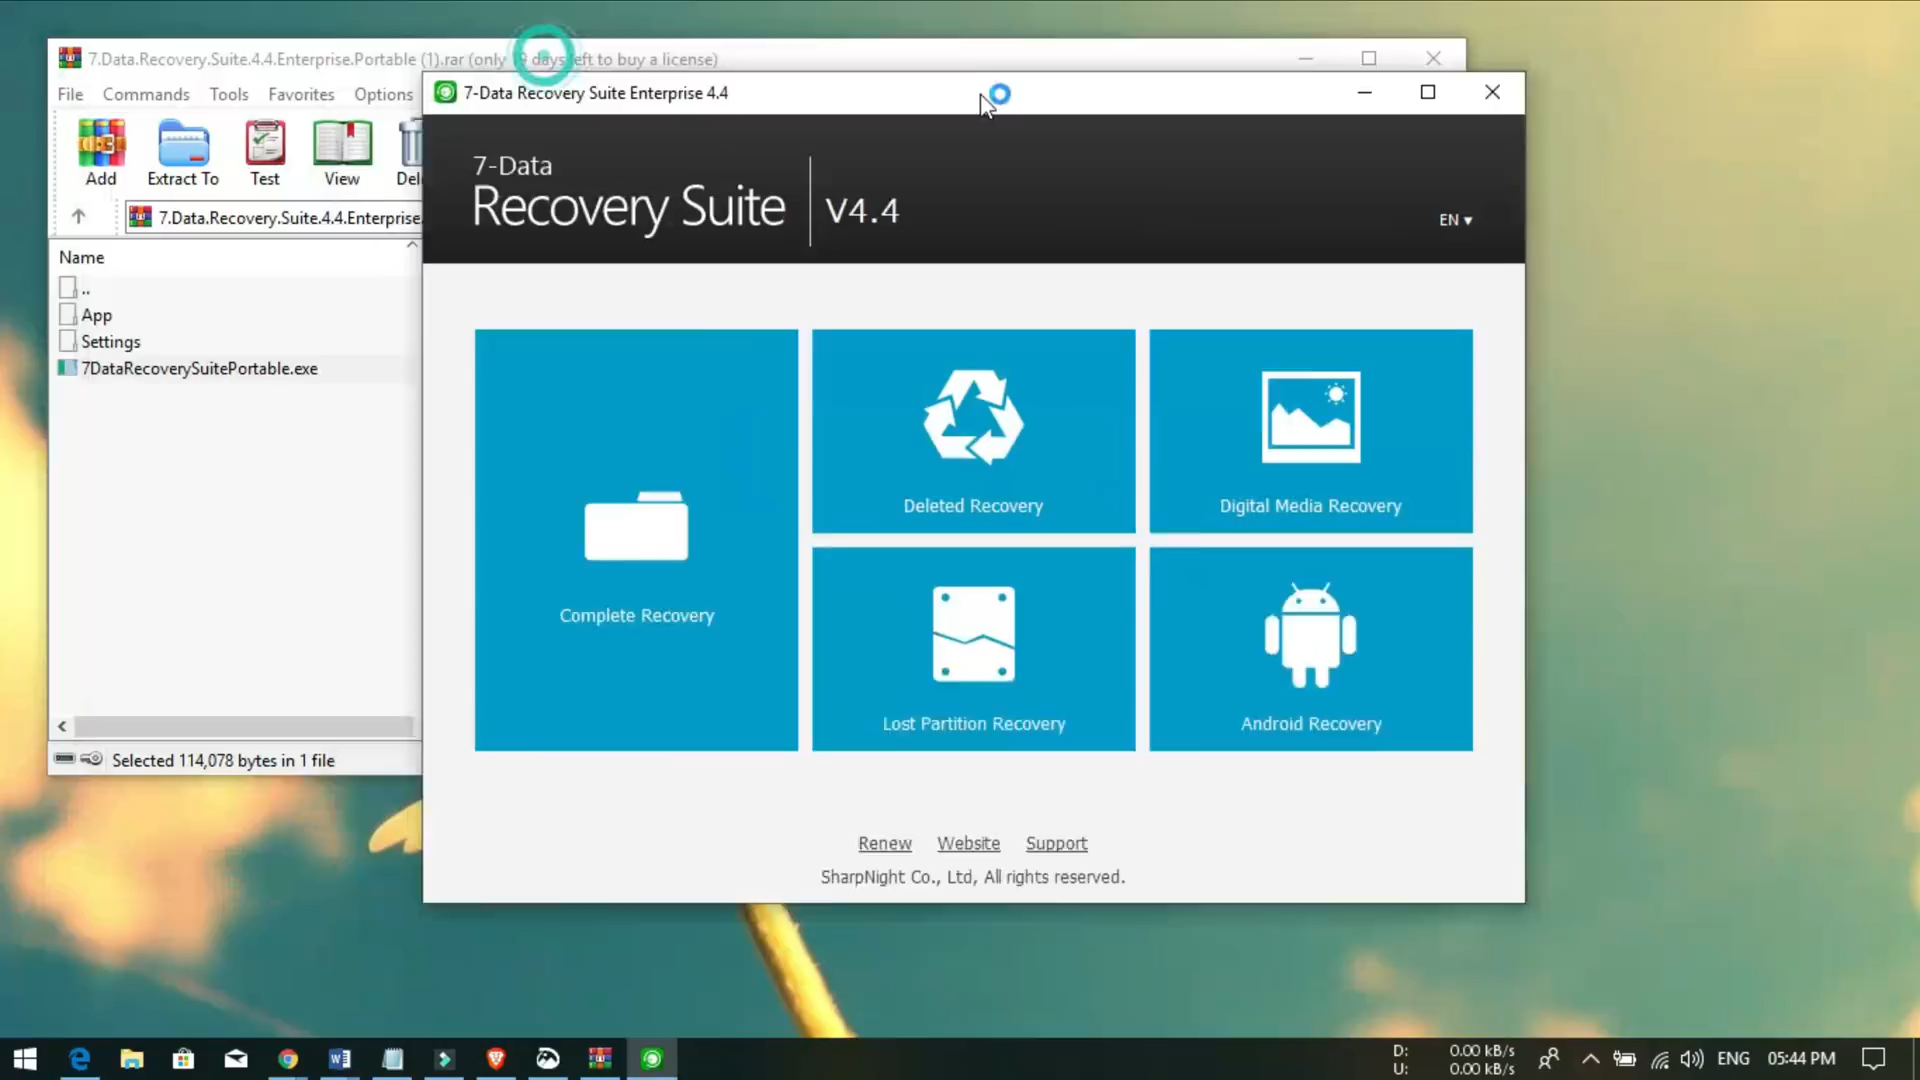 7.Data.Recovery.Suite.4.4.Enterprise.Portable (1).rar (only 9 days left to buy a license)
File Commands Tools Favorites Options
Add Extract To Test View Del
7.Data.Recovery.Suite.4.4.Enterprise.
Name
..
App
Settings
7DataRecoverySuitePortable.exe
Selected 114,078 bytes in 1 file
7-Data Recovery Suite Enterprise 4.4
7-Data
Recovery Suite V4.4
EN ▾
Complete Recovery
Deleted Recovery
Digital Media Recovery
Lost Partition Recovery
Android Recovery
Renew Website Support
SharpNight Co., Ltd, All rights reserved.
D: 0.00 kB/s
U: 0.00 kB/s
ENG 05:44 PM